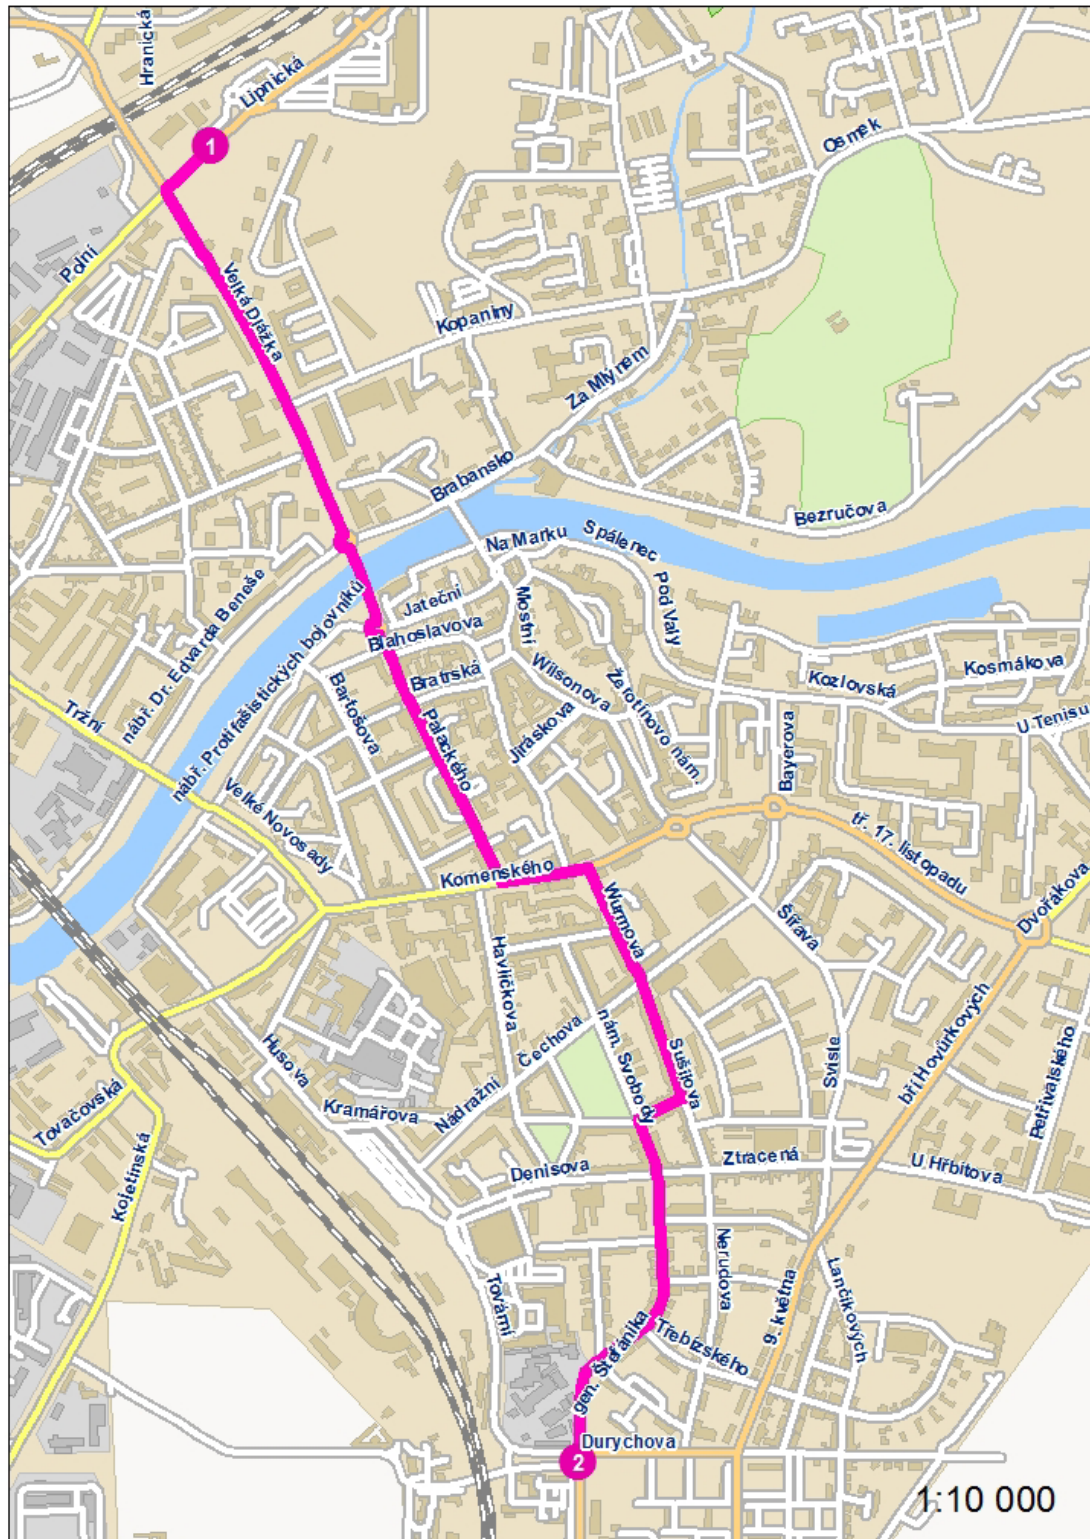 Hranická
Lipnická
1
Osmek
Polní
Velká Dlážka
Kopaniny
Za Mlýnem
Brabansko
Bezručova
Na Marku
Spálenec
Pod Valy
Mostní
Jateční
nábř. Dr. Edvarda Beneše
nábř. Protifašistických bojovníků
Blahoslavova
Bratrská
Wilsonova
Žerotínovo nám.
Kozlovská
Kosmákova
U Tenisu
Tržní
Bartošova
Palackého
Jiráskova
Bayerova
Velké Novosady
tř. 17. listopadu
Komenského
Wurmova
Šířava
Dvořákova
Havlíčkova
nám. Svobody
Čechova
Sušilova
Husova
Sviště
bří Hovůrkových
Petřivalského
Tovačovská
Kramářova
Nádražní
Kojetínská
Denisova
Ztracená
U Hřbitova
Nerudova
Tovární
9. května
Lančíkových
gen. Štefánika
Třebízského
Durychova
2
1:10 000